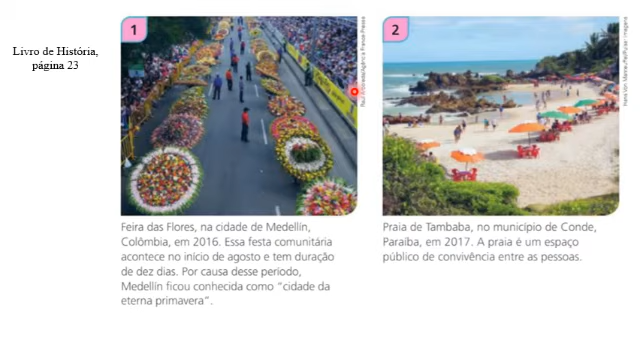 Livro de História,
página 23
1
Feira das Flores, na cidade de Medellín,
Colômbia, em 2016. Essa festa comunitária
acontece no início de agosto e tem duração
de dez dias. Por causa desse período,
Medellín ficou conhecida como “cidade da
eterna primavera”.
2
Praia de Tambaba, no município de Conde,
Paraíba, em 2017. A praia é um espaço
público de convivência entre as pessoas.